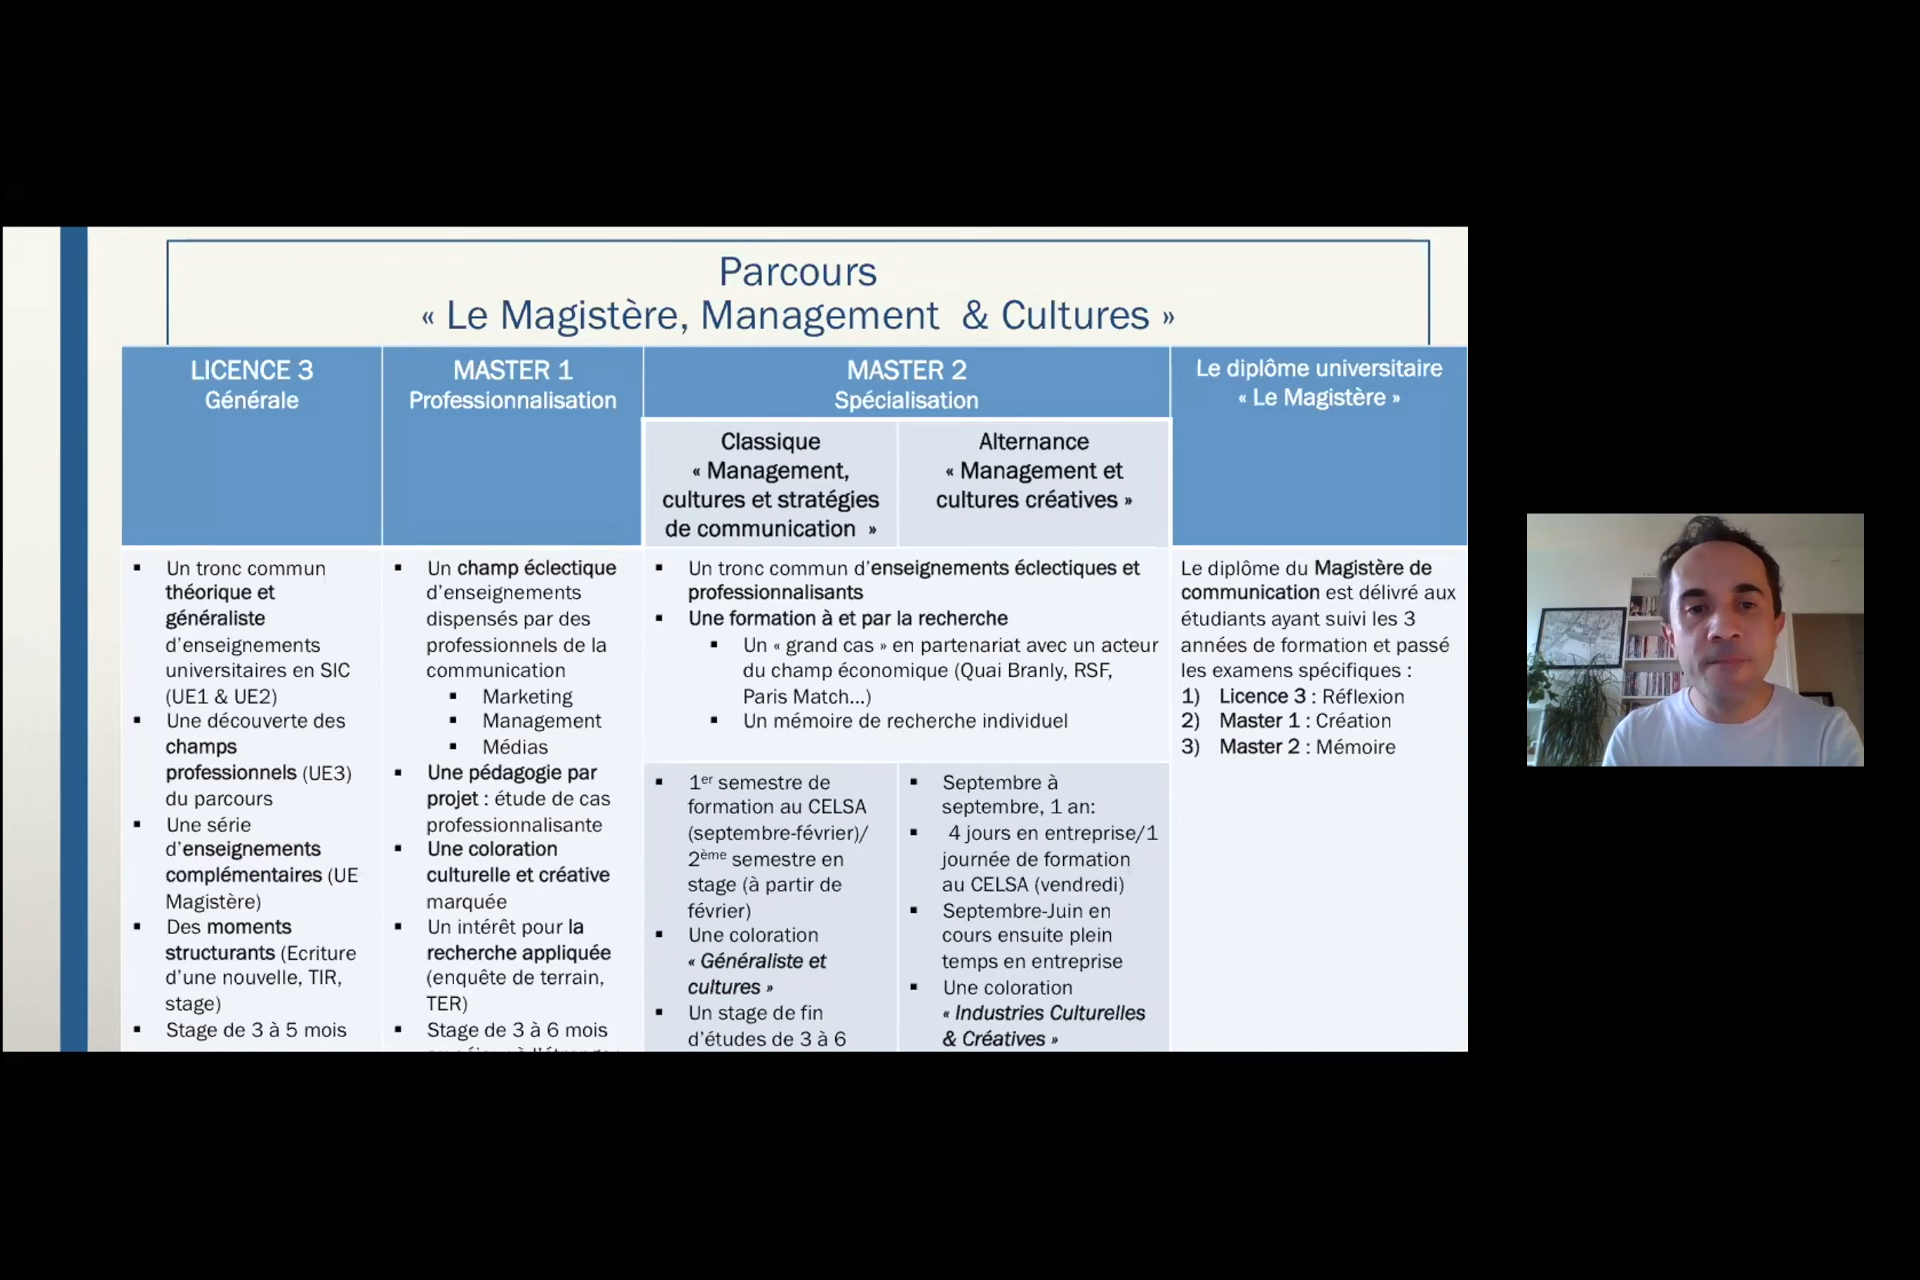 Parcours
« Le Magistère, Management & Cultures »
LICENCE 3
Générale
MASTER 1
Professionnalisation
MASTER 2
Spécialisation
Le diplôme universitaire
« Le Magistère »
Classique
« Management,
cultures et stratégies
de communication »
Alternance
« Management et
cultures créatives »
▪ Un tronc commun
théorique et
généraliste
d’enseignements
universitaires en SIC
(UE1 & UE2)
▪ Une découverte des
champs
professionnels (UE3)
du parcours
▪ Une série
d’enseignements
complémentaires (UE
Magistère)
▪ Des moments
structurants (Ecriture
d’une nouvelle, TIR,
stage)
▪ Stage de 3 à 5 mois
▪ Un champ éclectique
d’enseignements
dispensés par des
professionnels de la
communication
▪ Marketing
▪ Management
▪ Médias
▪ Une pédagogie par
projet : étude de cas
professionnalisante
▪ Une coloration
culturelle et créative
marquée
▪ Un intérêt pour la
recherche appliquée
(enquête de terrain,
TER)
▪ Stage de 3 à 6 mois
▪ Un tronc commun d’enseignements éclectiques et
professionnalisants
▪ Une formation à et par la recherche
▪ Un « grand cas » en partenariat avec un acteur
du champ économique (Quai Branly, RSF,
Paris Match…)
▪ Un mémoire de recherche individuel
▪ 1er semestre de
formation au CELSA
(septembre-février)/
2ème semestre en
stage (à partir de
février)
▪ Une coloration
« Généraliste et
cultures »
▪ Un stage de fin
d’études de 3 à 6
▪ Septembre à
septembre, 1 an:
▪ 4 jours en entreprise/1
journée de formation
au CELSA (vendredi)
▪ Septembre-Juin en
cours ensuite plein
temps en entreprise
▪ Une coloration
« Industries Culturelles
& Créatives »
Le diplôme du Magistère de
communication est délivré aux
étudiants ayant suivi les 3
années de formation et passé
les examens spécifiques :
1) Licence 3 : Réflexion
2) Master 1 : Création
3) Master 2 : Mémoire